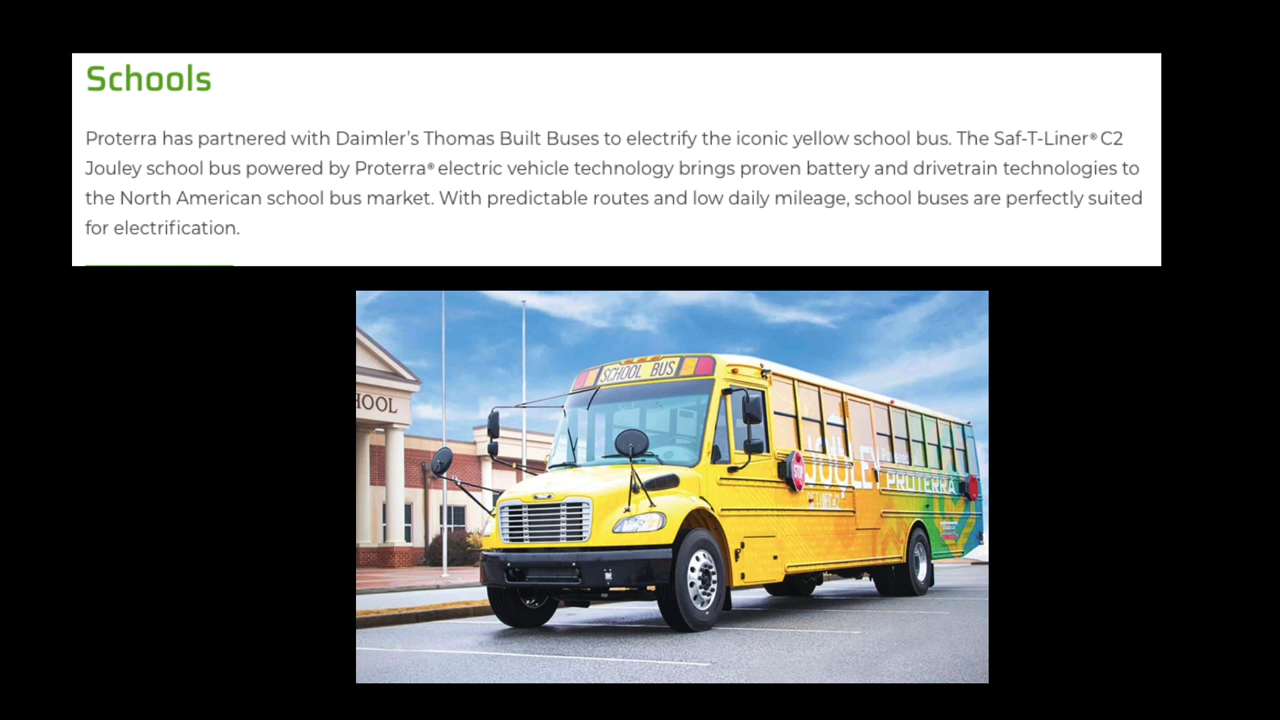 Schools
Proterra has partnered with Daimler’s Thomas Built Buses to electrify the iconic yellow school bus. The Saf-T-Liner® C2
Jouley school bus powered by Proterra® electric vehicle technology brings proven battery and drivetrain technologies to
the North American school bus market. With predictable routes and low daily mileage, school buses are perfectly suited
for electrification.
SCHOOL BUS
HOOL
STOP
JOULEY
PROTERRA